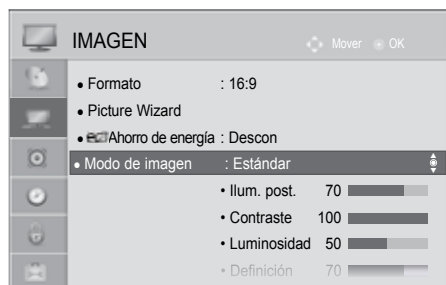 IMAGEN Mover OK
• Formato : 16:9
• Picture Wizard
• Ahorro de energía : Descon
• Modo de imagen : Estándar
• Ilum. post. 70
• Contraste 100
• Luminosidad 50
• Definición 70